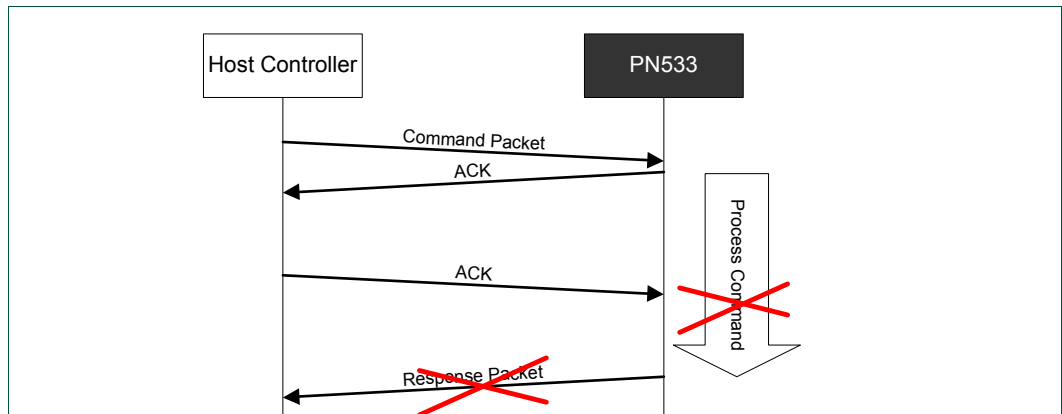 Host Controller
PN533
Command Packet
ACK
Process Command
ACK
Response Packet